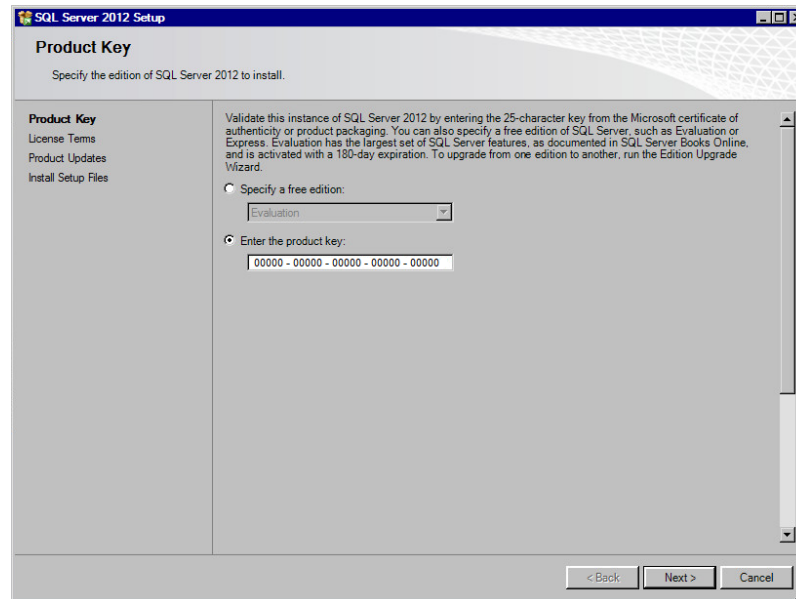 SQL Server 2012 Setup
Product Key
Specify the edition of SQL Server 2012 to install.
Product Key
License Terms
Product Updates
Install Setup Files
Validate this instance of SQL Server 2012 by entering the 25-character key from the Microsoft certificate of
authenticity or product packaging. You can also specify a free edition of SQL Server, such as Evaluation or
Express. Evaluation has the largest set of SQL Server features, as documented in SQL Server Books Online,
and is activated with a 180-day expiration. To upgrade from one edition to another, run the Edition Upgrade
Wizard.
Specify a free edition:
Evaluation
Enter the product key:
00000 - 00000 - 00000 - 00000 - 00000
< Back
Next >
Cancel